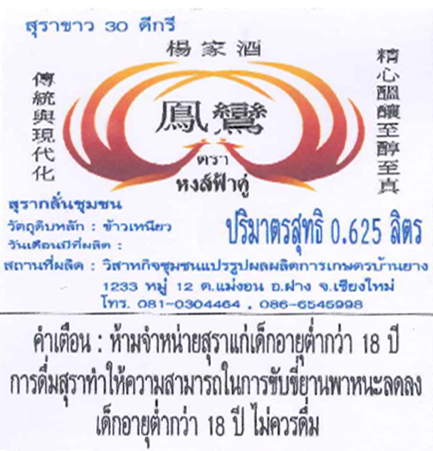 สุราขาว 30 ดีกรี
楊家酒
傳統與現代化
精心醞釀至醇至真
鳳鸞
ตรา
หงส์ฟ้าคู่
สุรากลั่นชุมชน
วัตถุดิบหลัก : ข้าวเหนียว
วันเดือนปีที่ผลิต :
ปริมาตรสุทธิ 0.625 ลิตร
สถานที่ผลิต : วิสาหกิจชุมชนแปรรูปผลผลิตการเกษตรบ้านยาง
1233 หมู่ 12 ต.แม่งอน อ.ฝาง จ.เชียงใหม่
โทร. 081-0304464 , 086-6545998
คำเตือน : ห้ามจำหน่ายสุราแก่เด็กอายุต่ำกว่า 18 ปี
การดื่มสุราทำให้ความสามารถในการขับขี่ยานพาหนะลดลง
เด็กอายุต่ำกว่า 18 ปี ไม่ควรดื่ม